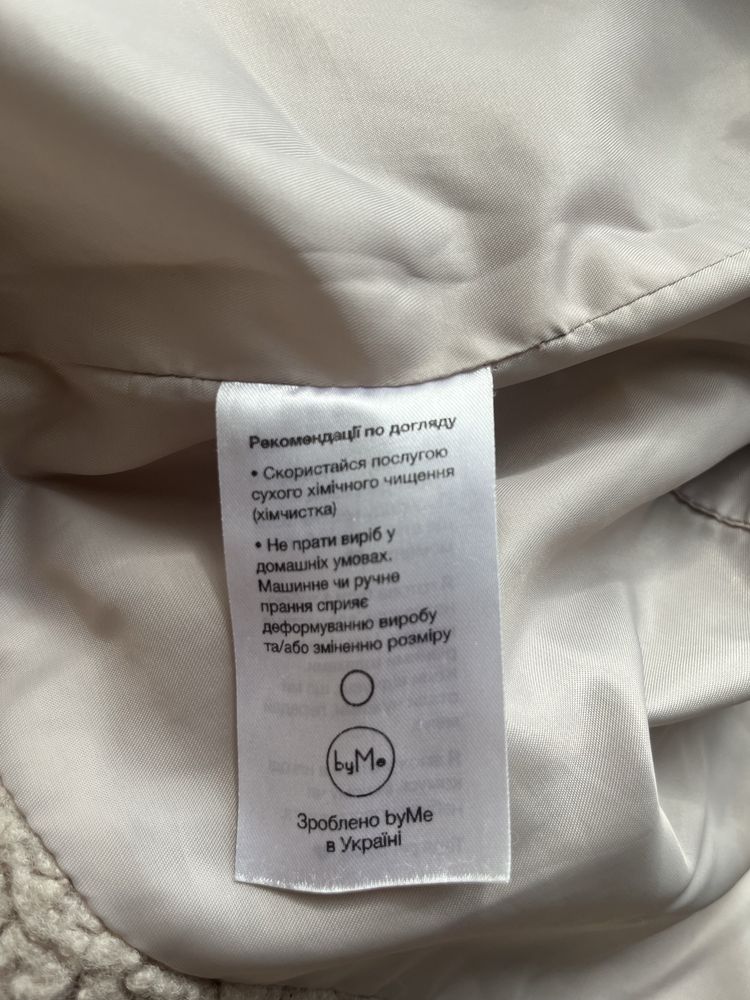 Рекомендації по догляду
• Скористайся послугою
сухого хімічного чищення
(хімчистка)
• Не прати виріб у
домашніх умовах.
Машинне чи ручне
прання сприяє
деформуванню виробу
та/або зміненню розміру
byMe
Зроблено byMe
в Україні